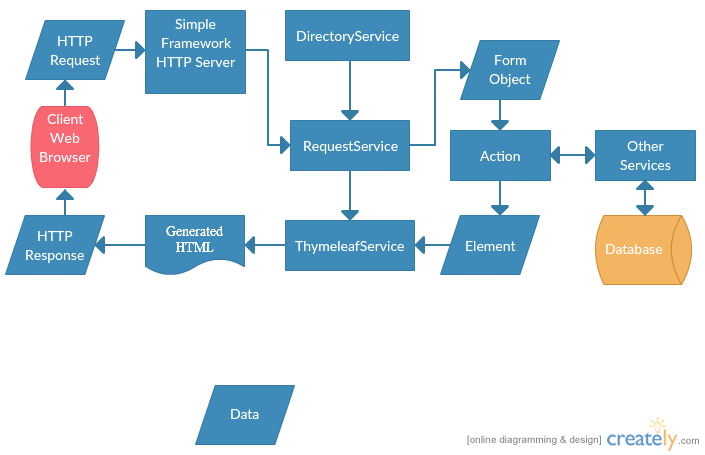 HTTP
Request
Simple
Framework
HTTP Server
DirectoryService
Form
Object
Client
Web
Browser
RequestService
Action
Other
Services
HTTP
Response
Generated
HTML
ThymeleafService
Element
Database
Data
[online diagramming & design] creately.com